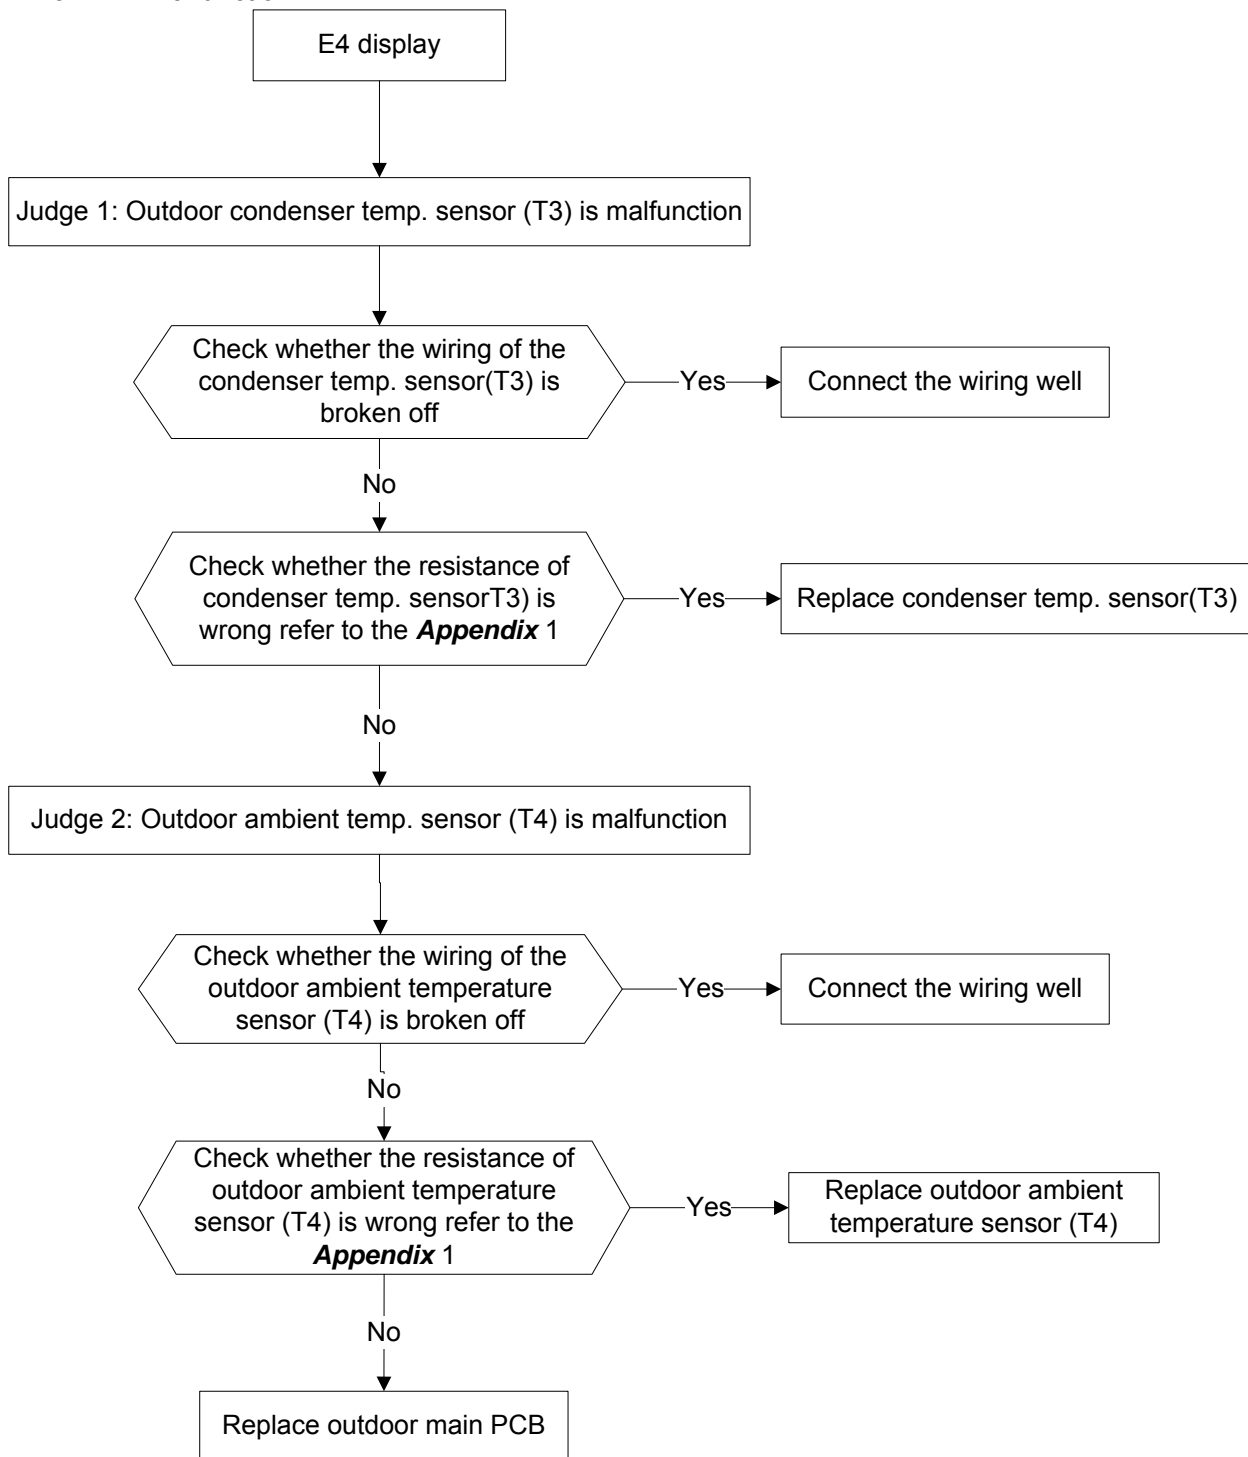 E4 display
Judge 1: Outdoor condenser temp. sensor (T3) is malfunction
Check whether the wiring of the
condenser temp. sensor(T3) is
broken off
Yes
Connect the wiring well
No
Check whether the resistance of
condenser temp. sensorT3) is
wrong refer to the Appendix 1
Yes
Replace condenser temp. sensor(T3)
No
Judge 2: Outdoor ambient temp. sensor (T4) is malfunction
Check whether the wiring of the
outdoor ambient temperature
sensor (T4) is broken off
Yes
Connect the wiring well
No
Check whether the resistance of
outdoor ambient temperature
sensor (T4) is wrong refer to the
Appendix 1
Yes
Replace outdoor ambient
temperature sensor (T4)
No
Replace outdoor main PCB